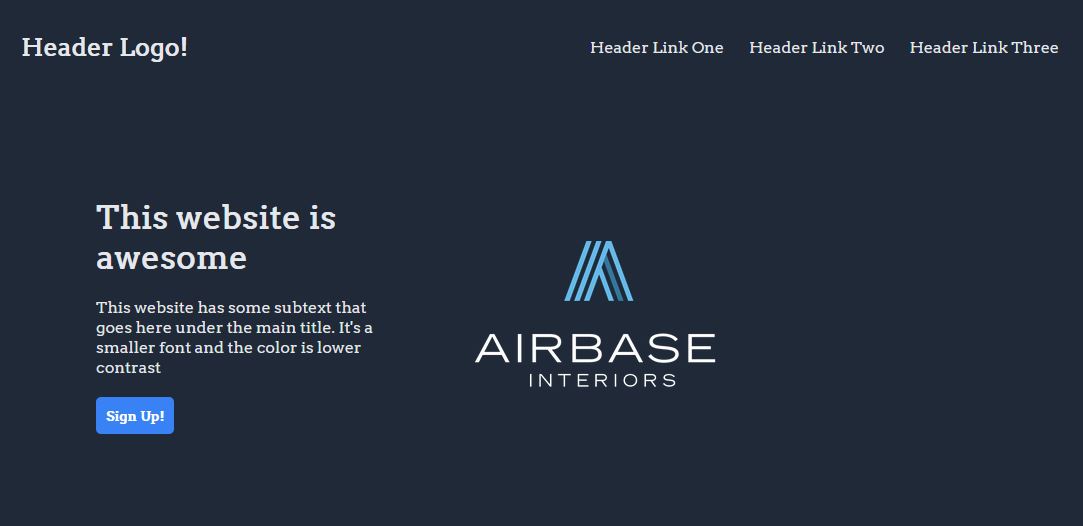 Header Logo!
Header Link One Header Link Two Header Link Three
This website is
awesome
This website has some subtext that
goes here under the main title. It's a
smaller font and the color is lower
contrast
Sign Up!
AIRBASE
INTERIORS